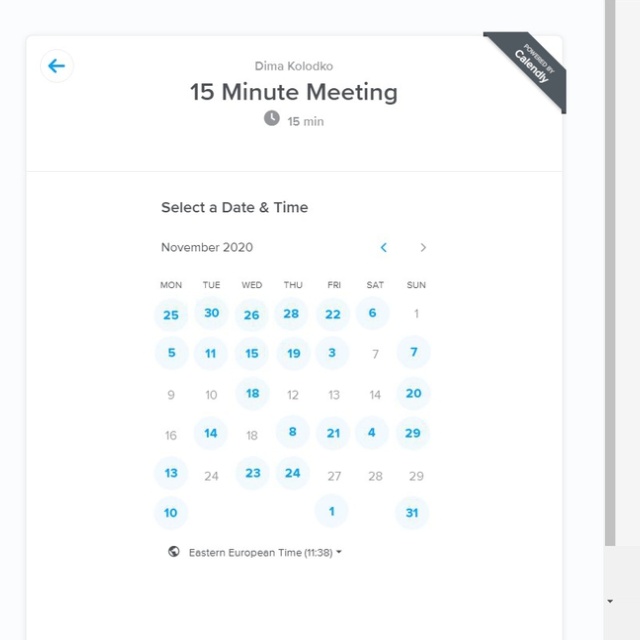 Dima Kolodko
15 Minute Meeting
15 min
POWERED BY
Calendly
Select a Date & Time
November 2020
MON TUE WED THU FRI SAT SUN
25 30 26 28 22 6 1
5 11 15 19 3 7 7
9 10 18 12 13 14 20
16 14 18 8 21 4 29
13 24 23 24 27 28 29
10 1 31
Eastern European Time (11:38)